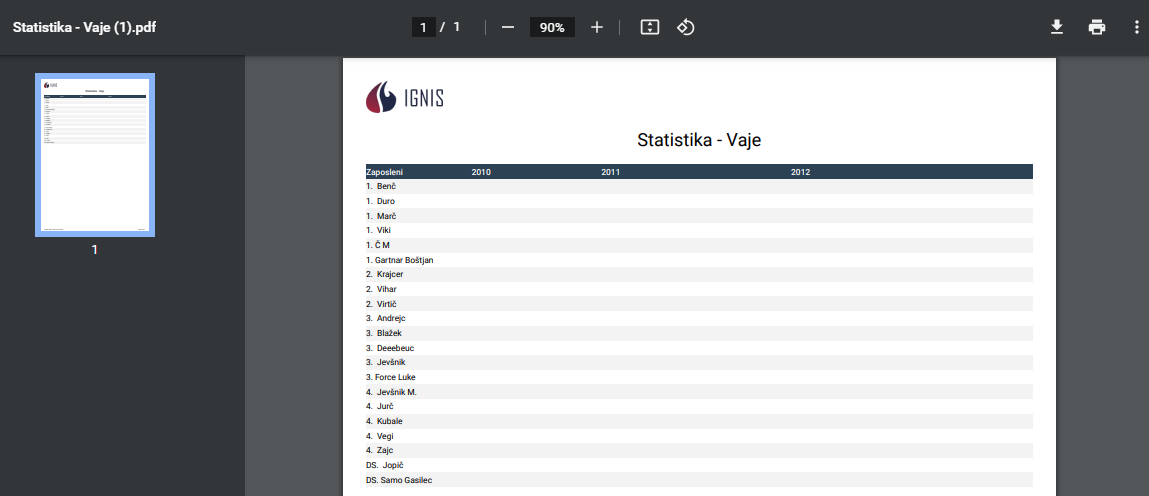 Statistika - Vaje (1).pdf
1 / 1
90%
1
IGNIS
Statistika - Vaje
Zaposleni 2010 2011 2012
1. Benč
1. Duro
1. Marč
1. Viki
1. Č M
1. Gartnar Boštjan
2. Krajcer
2. Vihar
2. Virtič
3. Andrejc
3. Blažek
3. Deeebeuc
3. Jevšnik
3. Force Luke
4. Jevšnik M.
4. Jurč
4. Kubale
4. Vegi
4. Zajc
DS. Jopič
DS. Samo Gasilec